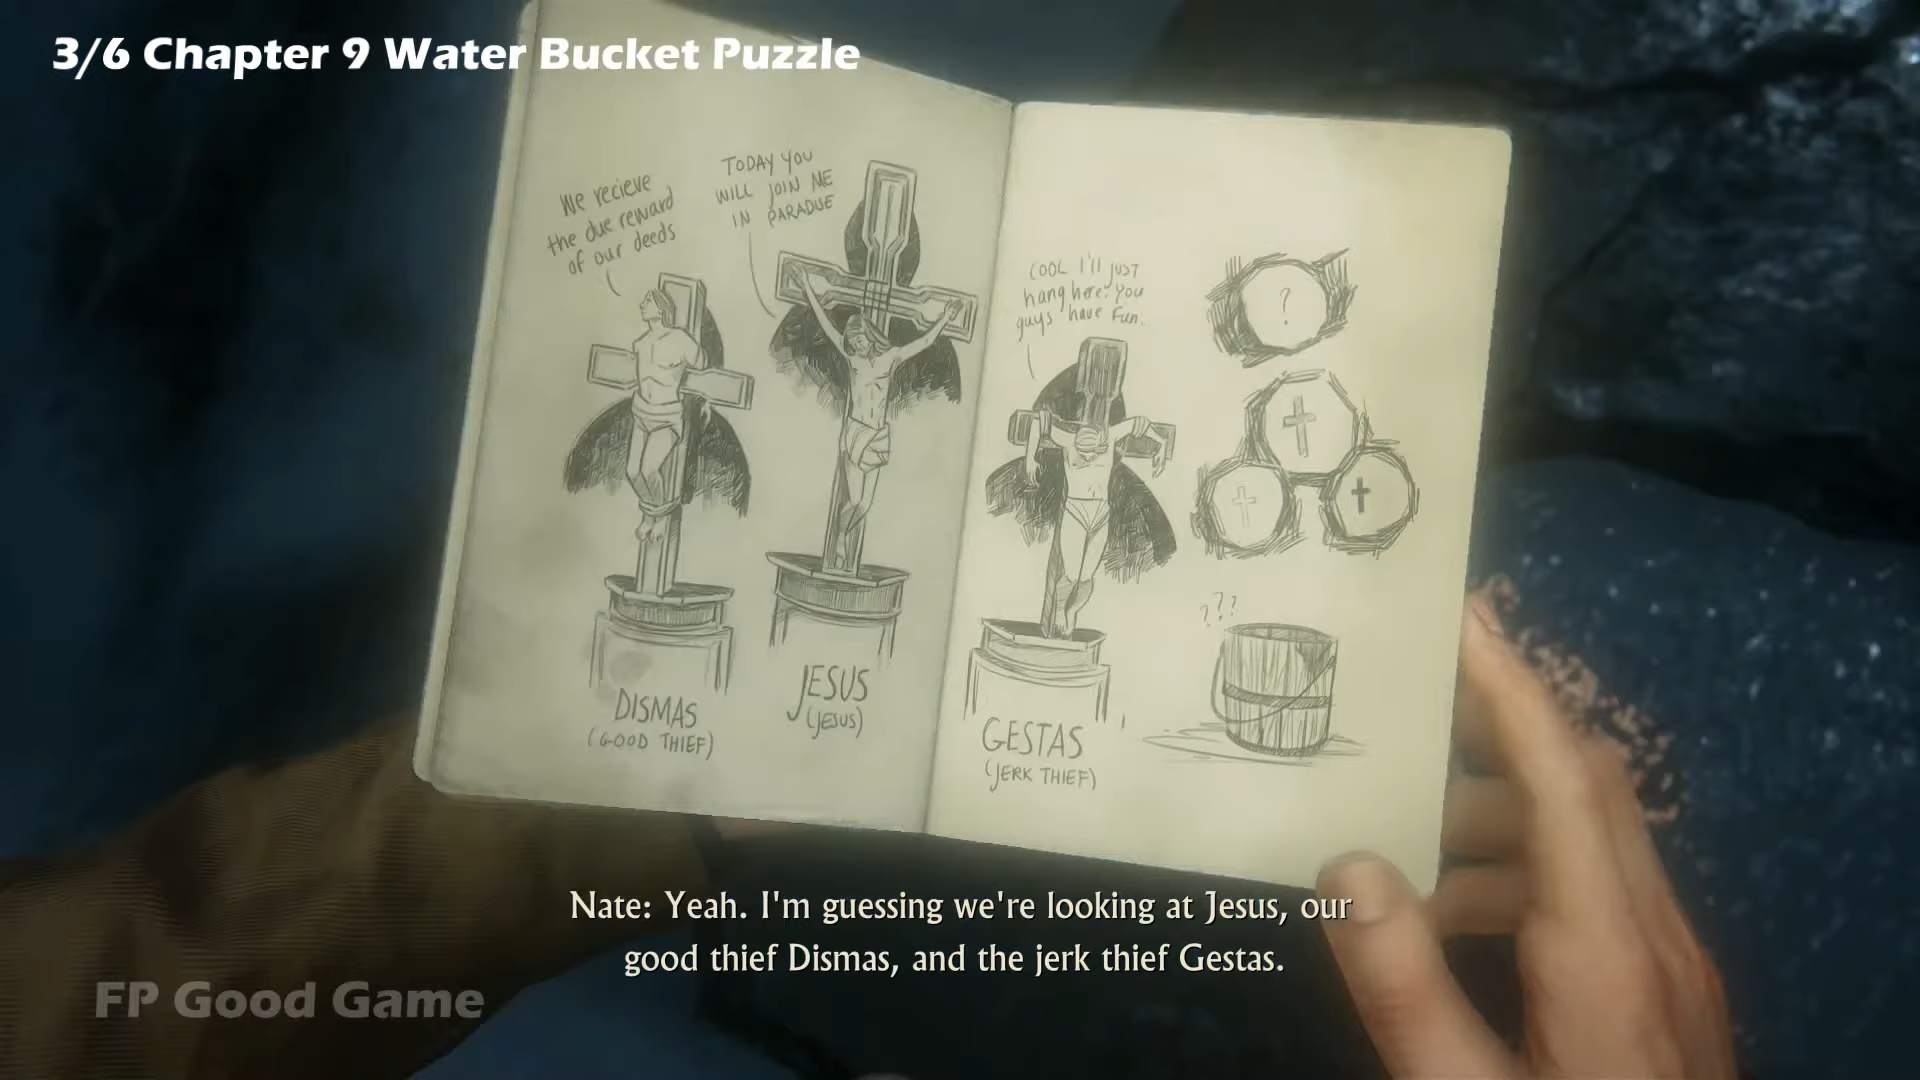 3/6 Chapter 9 Water Bucket Puzzle
We recieve
the due reward
of our deeds
TODAY YOU
WILL JOIN ME
IN PARADISE
COOL I'll JUST
hang here. You
guys have fun..
?
???
DISMAS
(GOOD THIEF)
JESUS
(JESUS)
GESTAS
(JERK THIEF)
Nate: Yeah. I'm guessing we're looking at Jesus, our
good thief Dismas, and the jerk thief Gestas.
FP Good Game